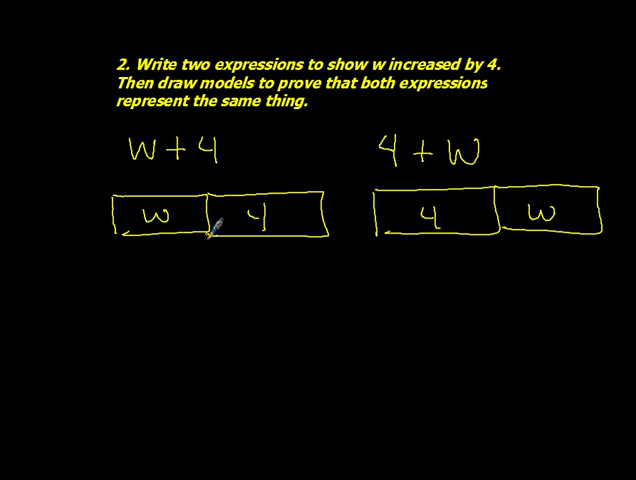 2. Write two expressions to show w increased by 4.
Then draw models to prove that both expressions
represent the same thing.
w + 4 4 + w
w 4 4 w